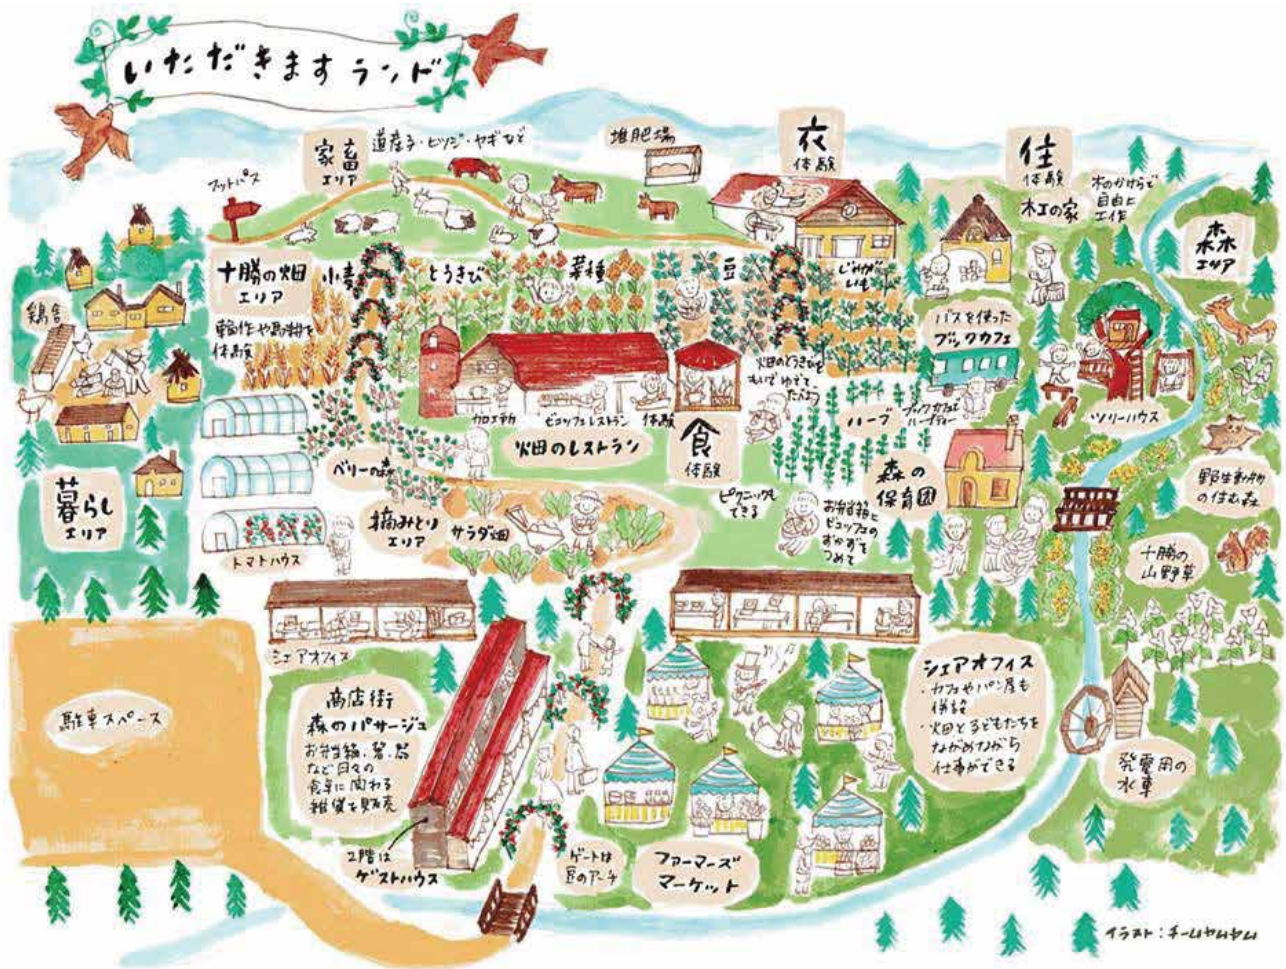 いただきますランド
家畜
エリア
道産子・ヒツジ・ヤギなど
堆肥場
衣
体験
住
体験
木工の家
木のかけらで
自由に
工作
森
エリア
フットパス
十勝の畑
エリア
輪作や馬耕を
体験
小麦
とうきび
菜種
豆
じゃが
いも
鶏舎
バスを使った
ブックカフェ
ツリーハウス
加工場
ビュッフェレストラン
体験
畑のレストラン
食
体験
畑のとうきびを
もいでゆでて
たべよう
ハーブ
ブックカフェで
ハーブティー
森の
保育園
野生動物
の住む森
暮らし
エリア
ベリーの森
摘みとり
エリア
サラダ畑
ピクニックも
できる
お弁当箱に
ビュッフェの
おかずを
つめて
十勝の
山野草
トマトハウス
シェアオフィス
商店街
森のパサージュ
お弁当箱、箸、器
など日々の
食卓に関わる
雑貨を販売
駐車スペース
シェアオフィス
・カフェやパン屋も
併設
・畑と子どもたちを
ながめながら
仕事ができる
発電用の
水車
2階は
ゲストハウス
ゲートは
豆のアーチ
ファーマーズ
マーケット
イラスト：チームヤムヤム